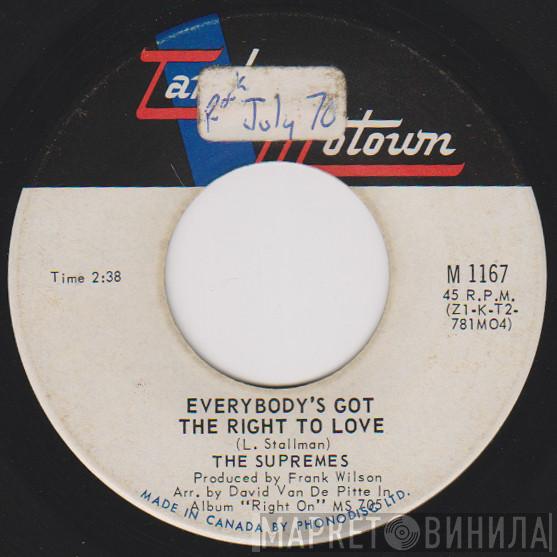 Tamla
Motown
July 70
Time 2:38
M 1167
45 R.P.M.
(Z1-K-T2-
781MO4)
EVERYBODY'S GOT
THE RIGHT TO LOVE
(L. Stallman)
THE SUPREMES
Produced by Frank Wilson
Arr. by David Van De Pitte In
Album "Right On" MS 705
MADE IN CANADA BY PHONODISC LTD.
МАРКЕТ ВИНИЛА